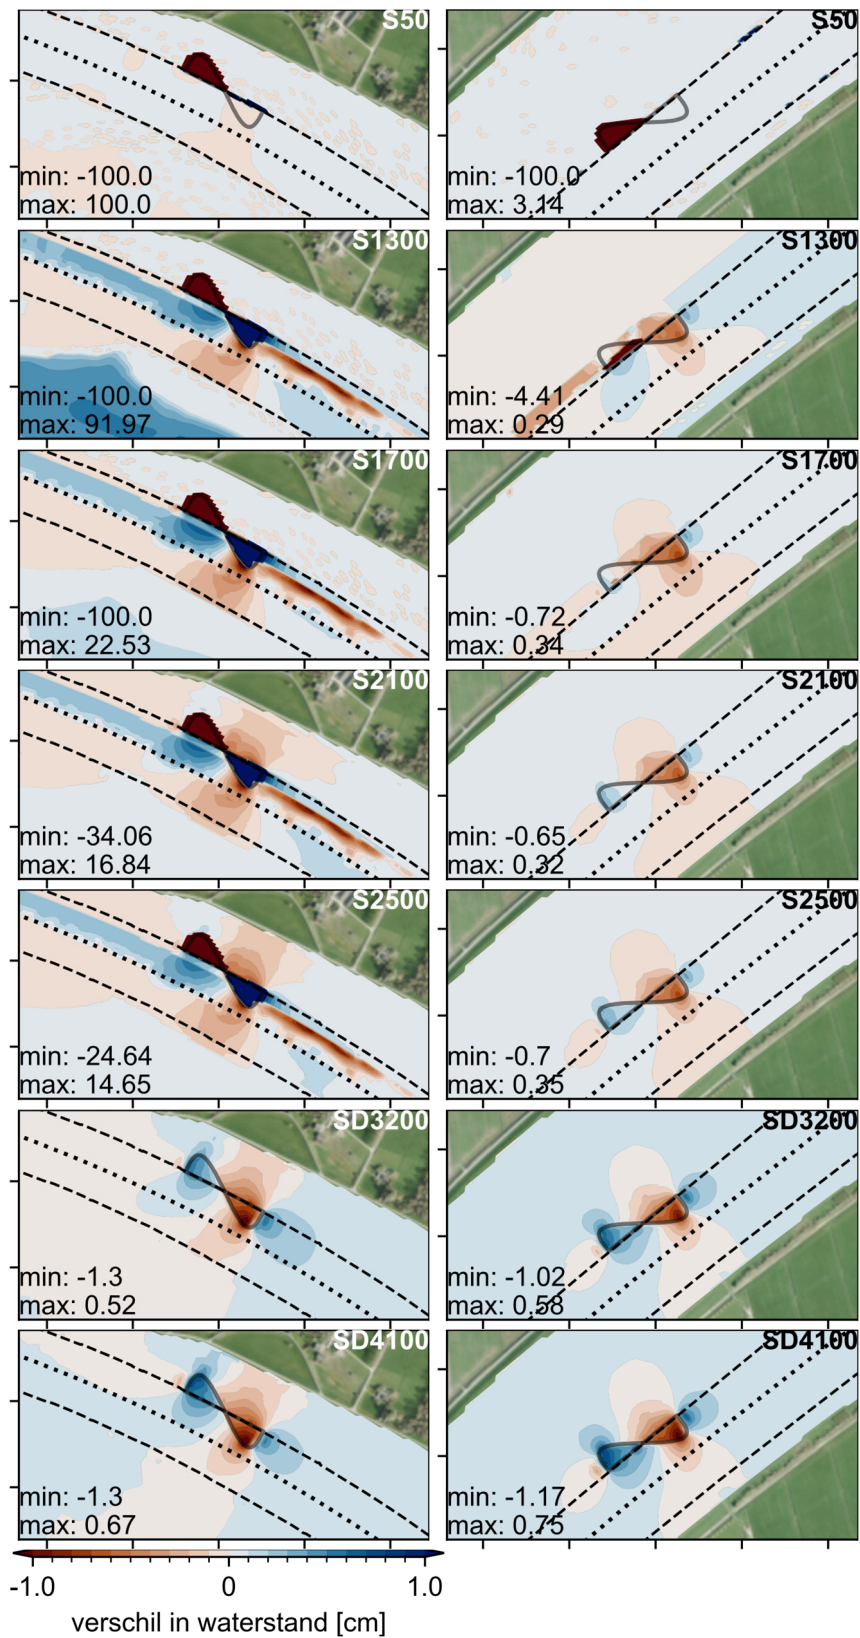 S50
min: -100.0
max: 100.0
S50
min: -100.0
max: 3.14
S1300
min: -100.0
max: 91.97
S1300
min: -4.41
max: 0.29
S1700
min: -100.0
max: 22.53
S1700
min: -0.72
max: 0.34
S2100
min: -34.06
max: 16.84
S2100
min: -0.65
max: 0.32
S2500
min: -24.64
max: 14.65
S2500
min: -0.7
max: 0.35
SD3200
min: -1.3
max: 0.52
SD3200
min: -1.02
max: 0.58
SD4100
min: -1.3
max: 0.67
SD4100
min: -1.17
max: 0.75
-1.0 0 1.0
verschil in waterstand [cm]